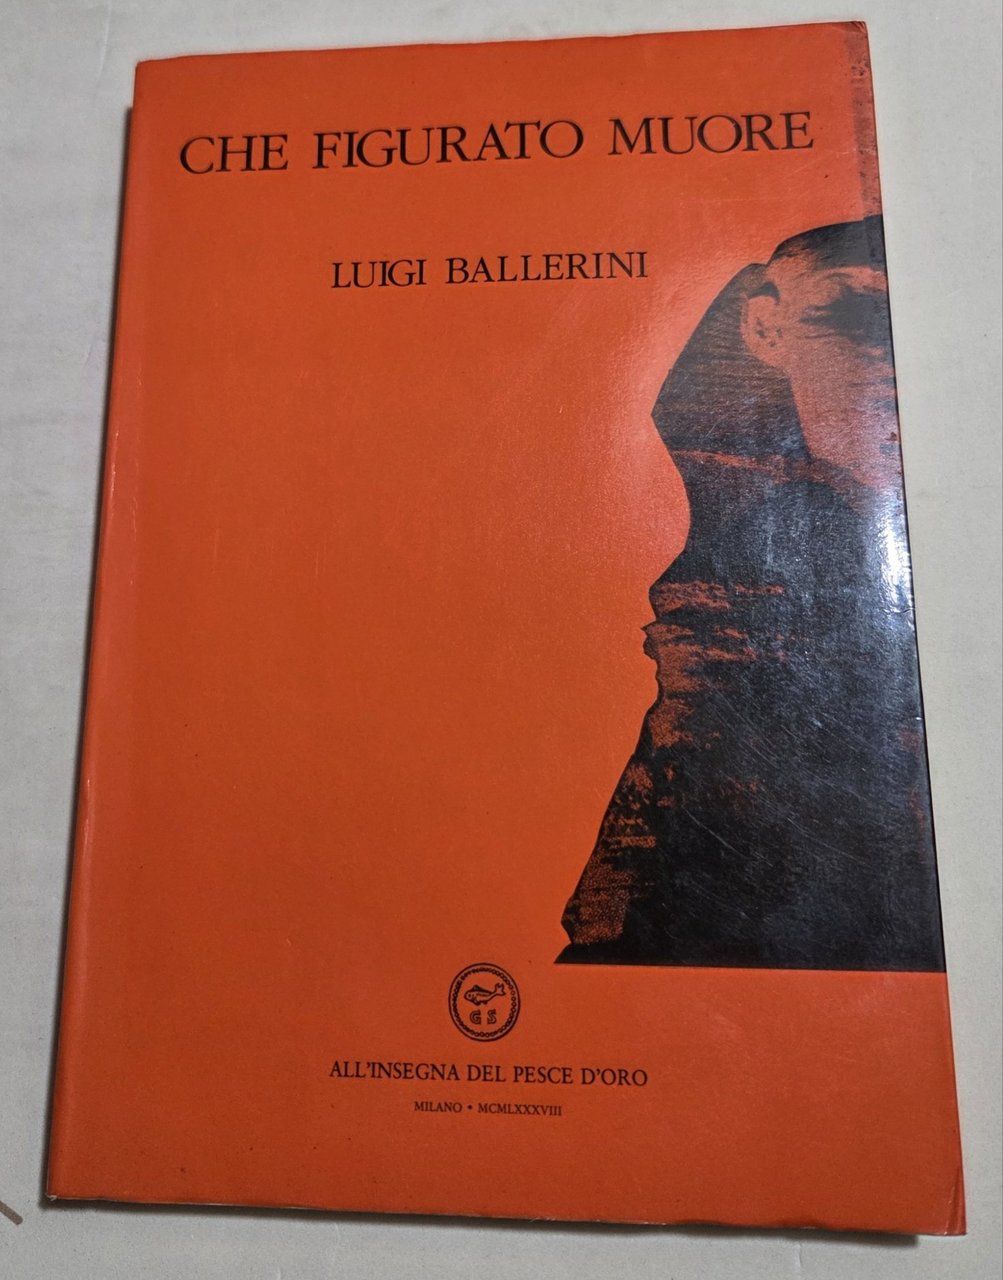 CHE FIGURATO MUORE
LUIGI BALLERINI
G S
ALL'INSEGNA DEL PESCE D'ORO
MILANO • MCMLXXXVIII